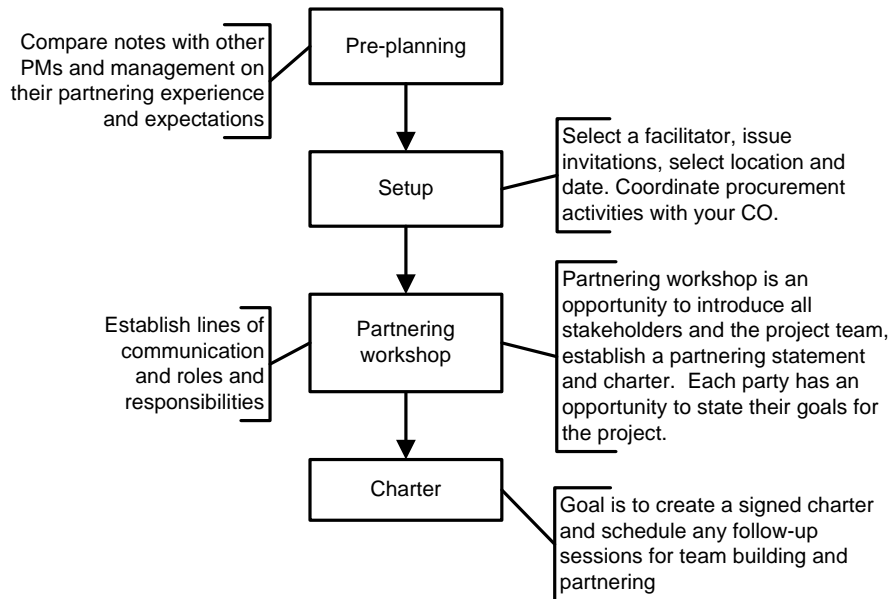 Pre-planning
Compare notes with other
PMs and management on
their partnering experience
and expectations
Setup
Select a facilitator, issue
invitations, select location and
date. Coordinate procurement
activities with your CO.
Partnering
workshop
Establish lines of
communication
and roles and
responsibilities
Partnering workshop is an
opportunity to introduce all
stakeholders and the project team,
establish a partnering statement
and charter.  Each party has an
opportunity to state their goals for
the project.
Charter
Goal is to create a signed charter
and schedule any follow-up
sessions for team building and
partnering